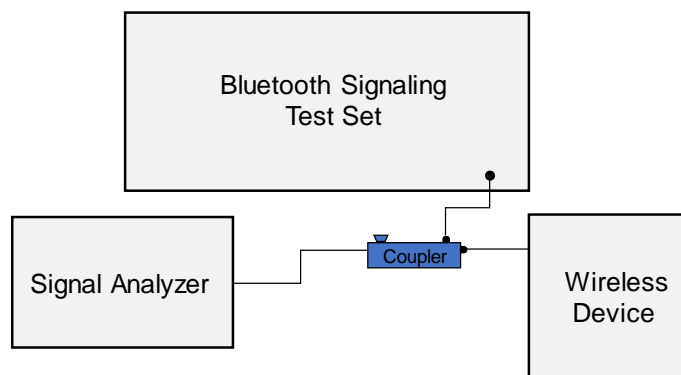 Bluetooth Signaling
Test Set
Signal Analyzer
Coupler
Wireless
Device